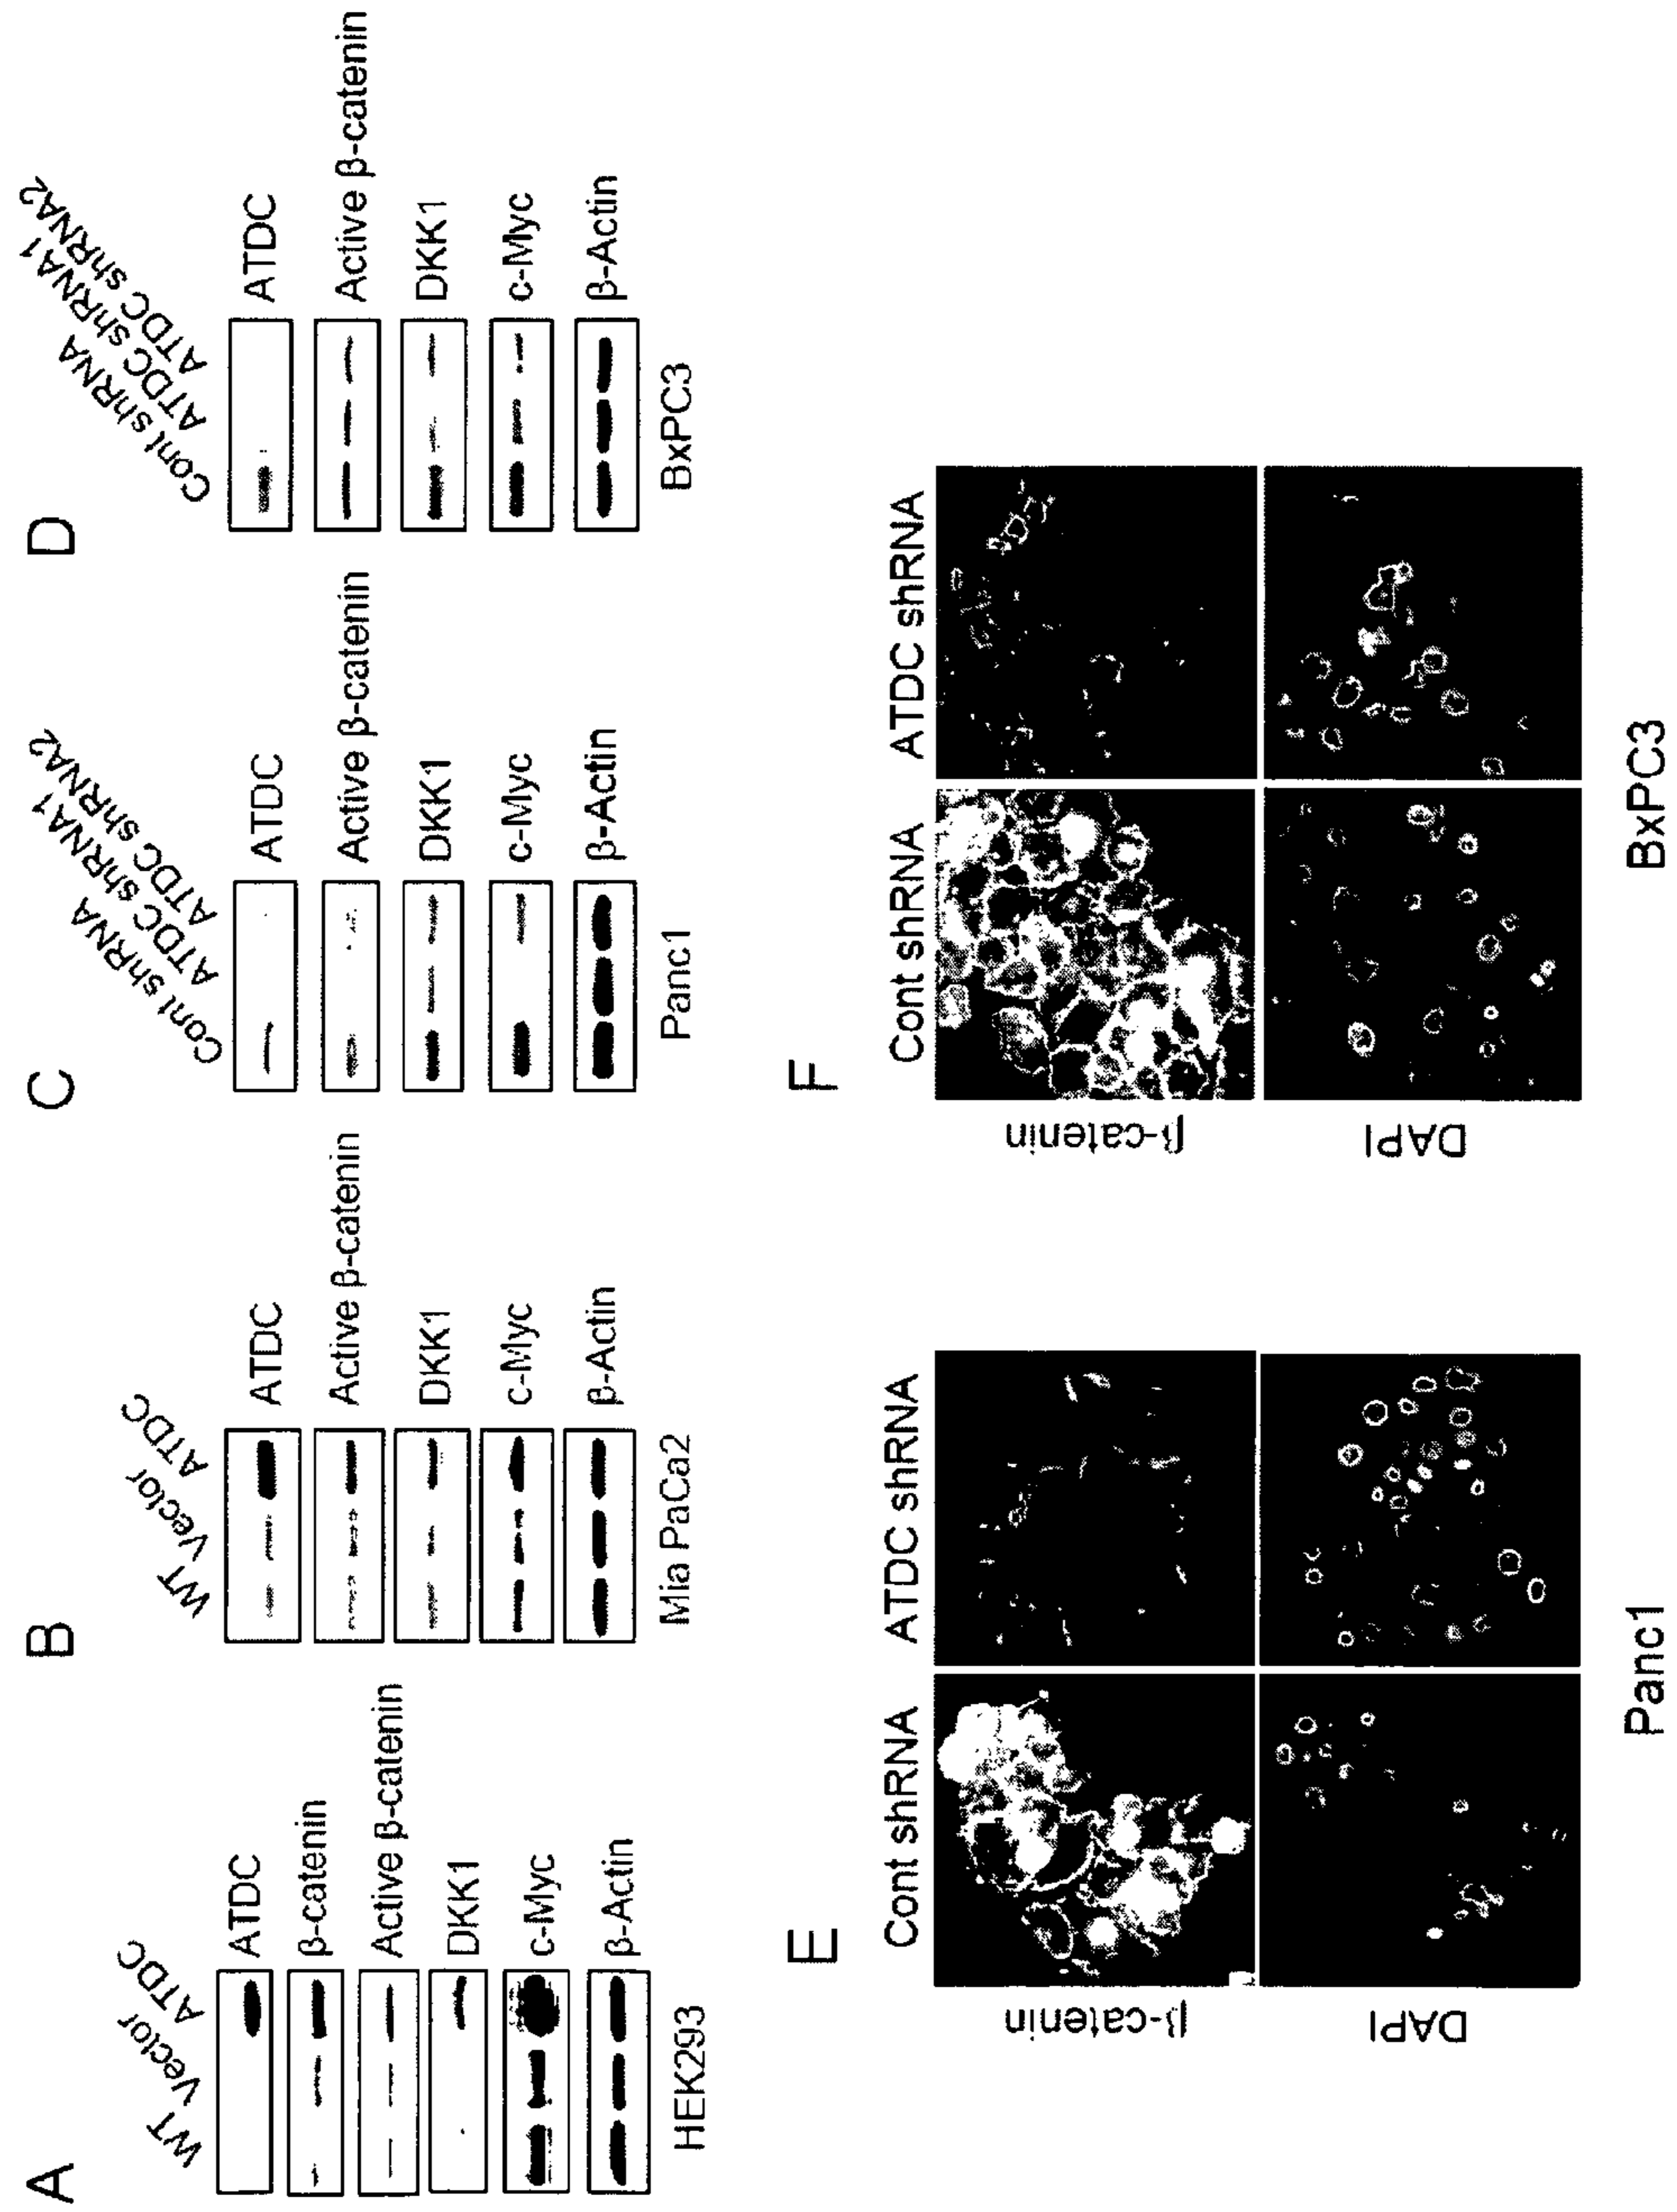 A
WT
Vector
ATDC
ATDC
β-catenin
Active β-catenin
DKK1
c-Myc
β-Actin
HEK293
B
WT
Vector
ATDC
ATDC
Active β-catenin
DKK1
c-Myc
β-Actin
Mia PaCa2
C
Cont shRNA
ATDC shRNA1
ATDC shRNA2
ATDC
Active β-catenin
DKK1
c-Myc
β-Actin
Panc1
D
Cont shRNA
ATDC shRNA1
ATDC shRNA2
ATDC
Active β-catenin
DKK1
c-Myc
β-Actin
BxPC3
E
Cont shRNA
ATDC shRNA
β-catenin
DAPI
Panc1
F
Cont shRNA
ATDC shRNA
β-catenin
DAPI
BxPC3